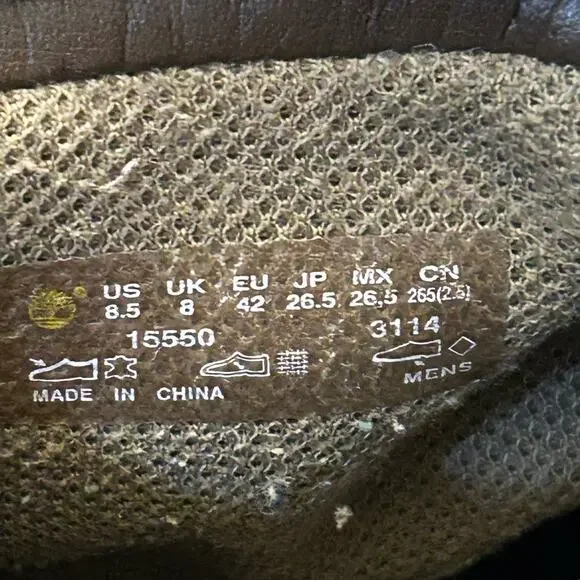 US UK EU JP MX CN
8.5 8 42 26.5 26,5 265(2.5)
15550 3114
MENS
MADE IN CHINA